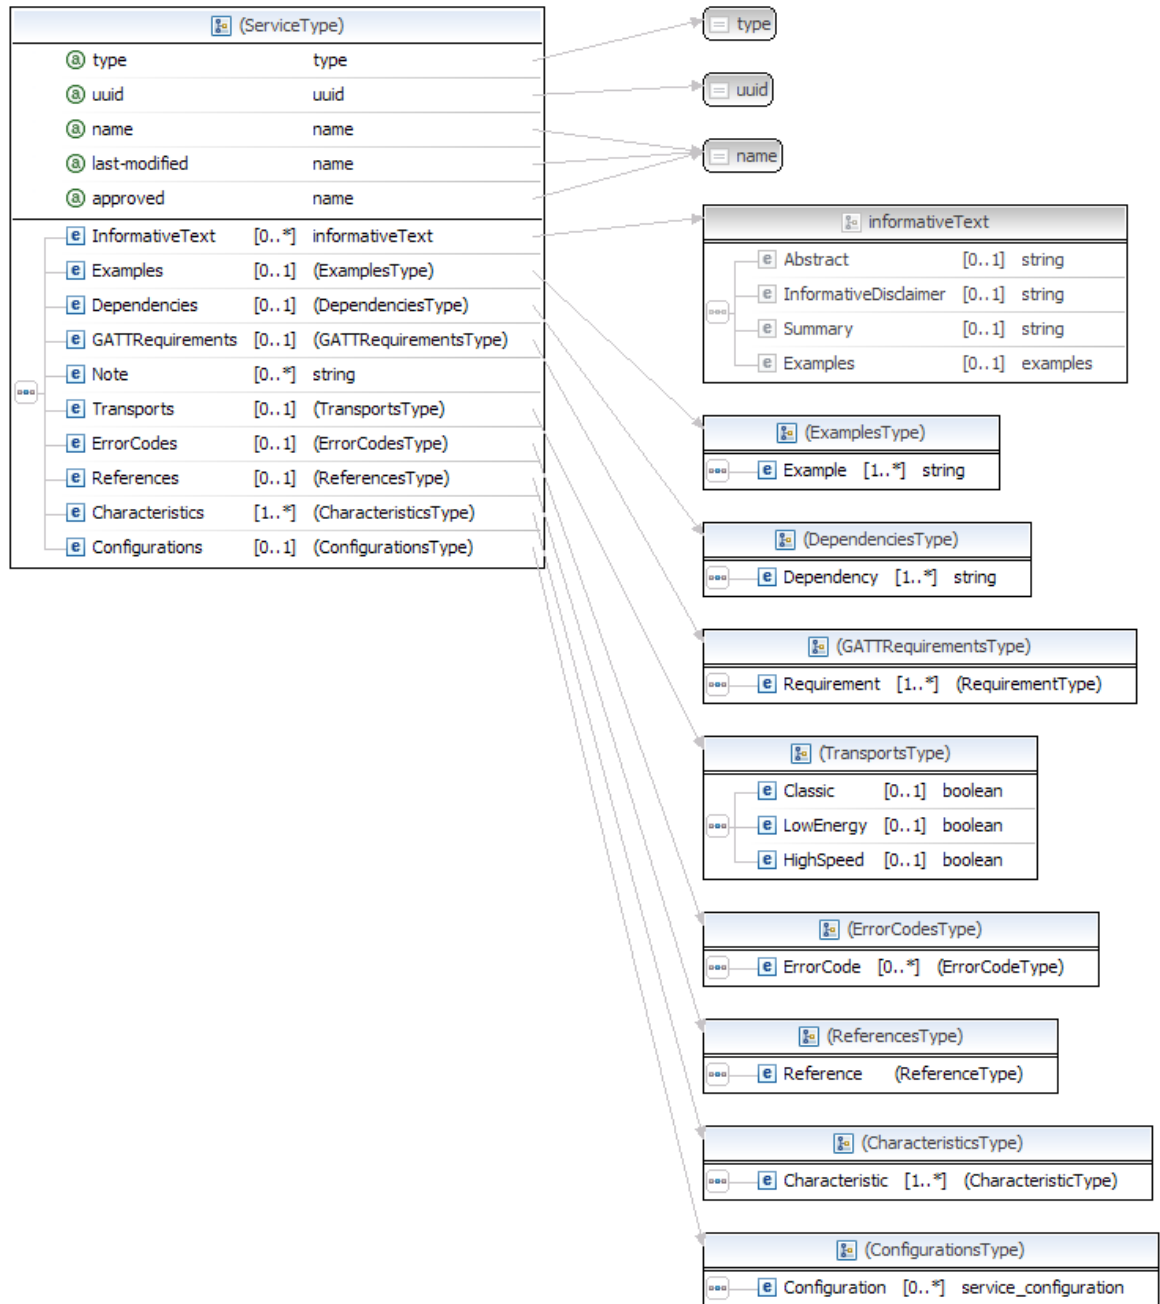 (ServiceType)
type type
uuid uuid
name name
last-modified name
approved name
InformativeText [0..*] informativeText
Examples [0..1] (ExamplesType)
Dependencies [0..1] (DependenciesType)
GATTRequirements [0..1] (GATTRequirementsType)
Note [0..*] string
Transports [0..1] (TransportsType)
ErrorCodes [0..1] (ErrorCodesType)
References [0..1] (ReferencesType)
Characteristics [1..*] (CharacteristicsType)
Configurations [0..1] (ConfigurationsType)
type
uuid
name
informativeText
Abstract [0..1] string
InformativeDisclaimer [0..1] string
Summary [0..1] string
Examples [0..1] examples
(ExamplesType)
Example [1..*] string
(DependenciesType)
Dependency [1..*] string
(GATTRequirementsType)
Requirement [1..*] (RequirementType)
(TransportsType)
Classic [0..1] boolean
LowEnergy [0..1] boolean
HighSpeed [0..1] boolean
(ErrorCodesType)
ErrorCode [0..*] (ErrorCodeType)
(ReferencesType)
Reference (ReferenceType)
(CharacteristicsType)
Characteristic [1..*] (CharacteristicType)
(ConfigurationsType)
Configuration [0..*] service_configuration